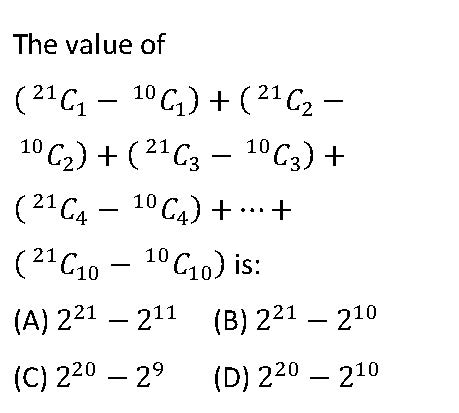 The value of
( ²¹C₁ − ¹⁰C₁) + ( ²¹C₂ −
¹⁰C₂) + ( ²¹C₃ − ¹⁰C₃) +
( ²¹C₄ − ¹⁰C₄) + ⋯ +
( ²¹C₁₀ − ¹⁰C₁₀) is:
(A) 2²¹ − 2¹¹ (B) 2²¹ − 2¹⁰
(C) 2²⁰ − 2⁹ (D) 2²⁰ − 2¹⁰